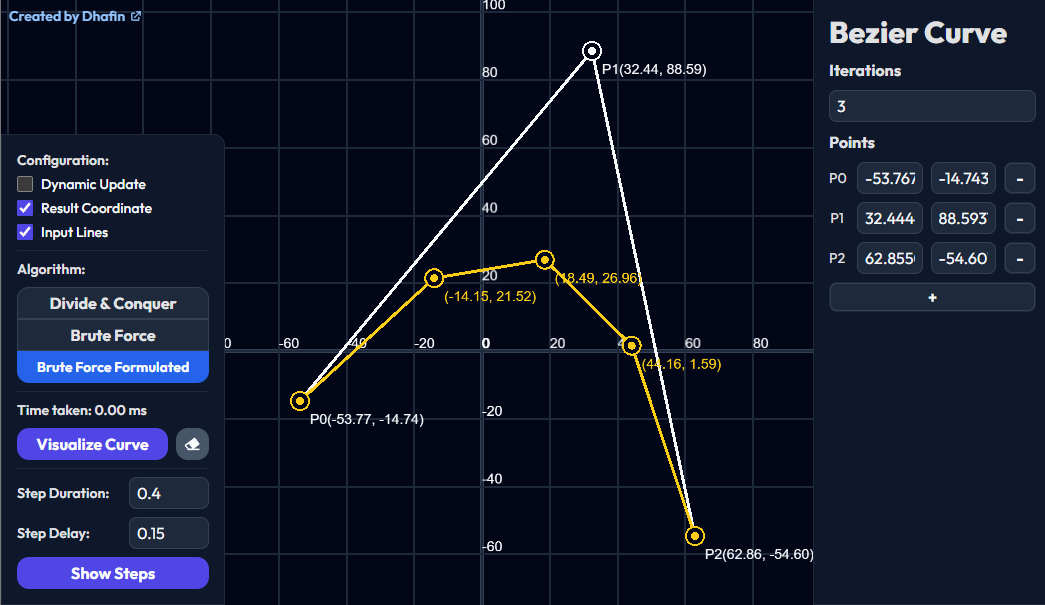 Created by Dhafin
Configuration:
Dynamic Update
Result Coordinate
Input Lines
Algorithm:
Divide & Conquer
Brute Force
Brute Force Formulated
Time taken: 0.00 ms
Visualize Curve
Step Duration:
0.4
Step Delay:
0.15
Show Steps
100
80
60
40
20
0
-60
-40
-20
0
20
60
80
-20
-40
-60
P1(32.44, 88.59)
(18.49, 26.96)
(-14.15, 21.52)
(44.16, 1.59)
P0(-53.77, -14.74)
P2(62.86, -54.60)
Bezier Curve
Iterations
3
Points
P0 -53.767 -14.743 -
P1 32.444 88.593 -
P2 62.855 -54.60 -
+